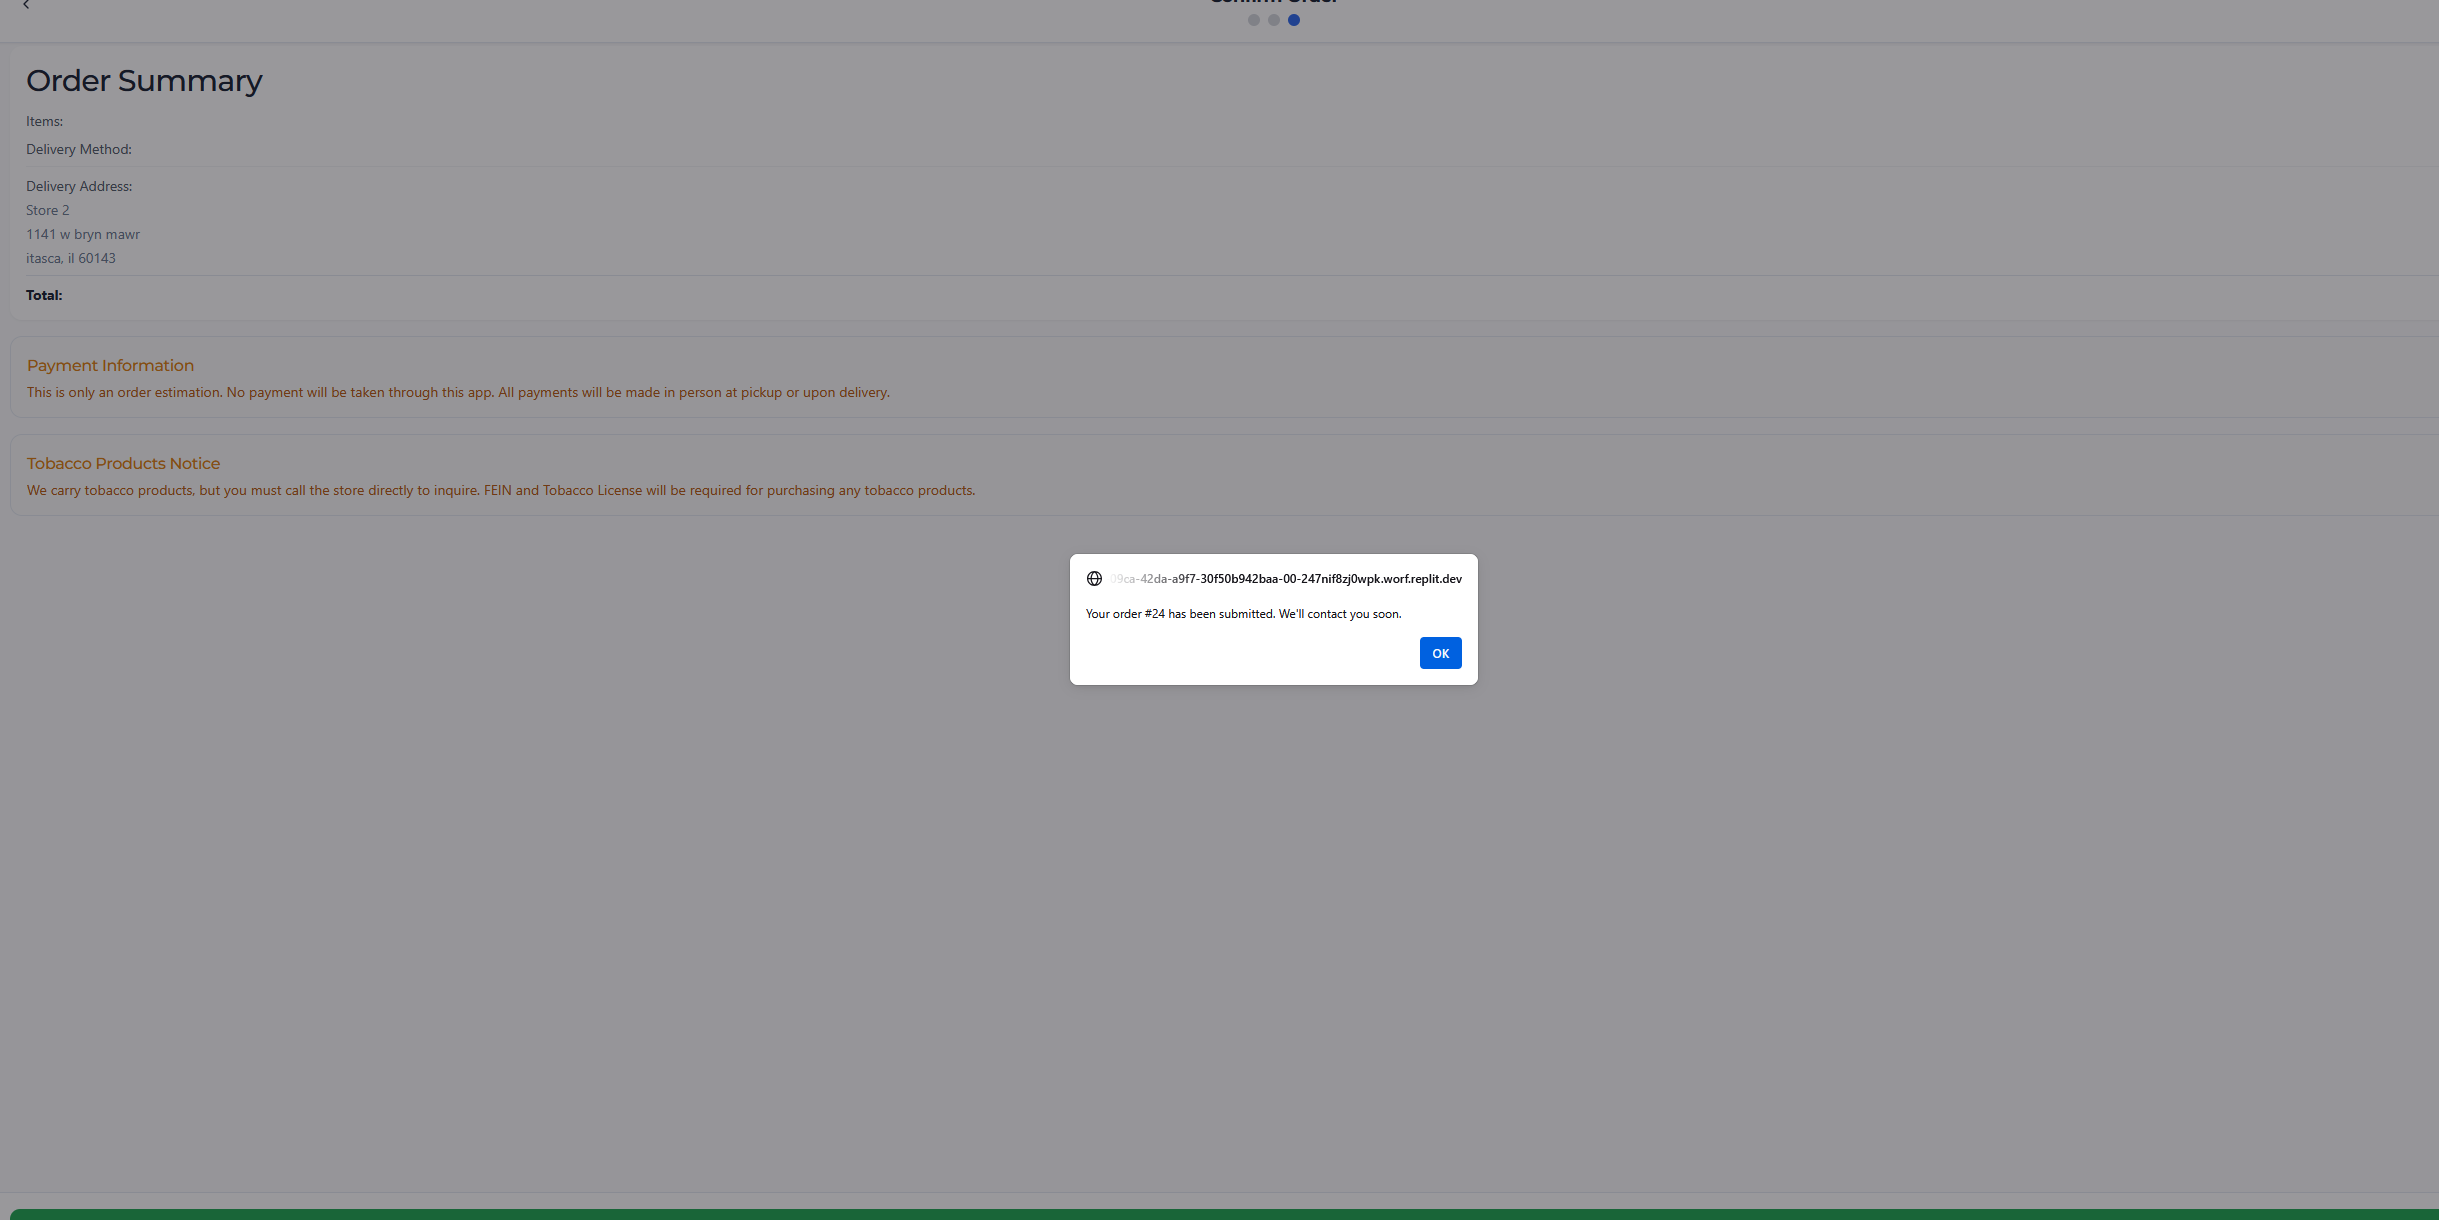 Confirm Order
Order Summary
Items:
Delivery Method:
Delivery Address:
Store 2
1141 w bryn mawr
itasca, il 60143
Total:
Payment Information
This is only an order estimation. No payment will be taken through this app. All payments will be made in person at pickup or upon delivery.
Tobacco Products Notice
We carry tobacco products, but you must call the store directly to inquire. FEIN and Tobacco License will be required for purchasing any tobacco products.
09ca-42da-a9f7-30f50b942baa-00-247nif8zj0wpk.worf.replit.dev
Your order #24 has been submitted. We'll contact you soon.
OK